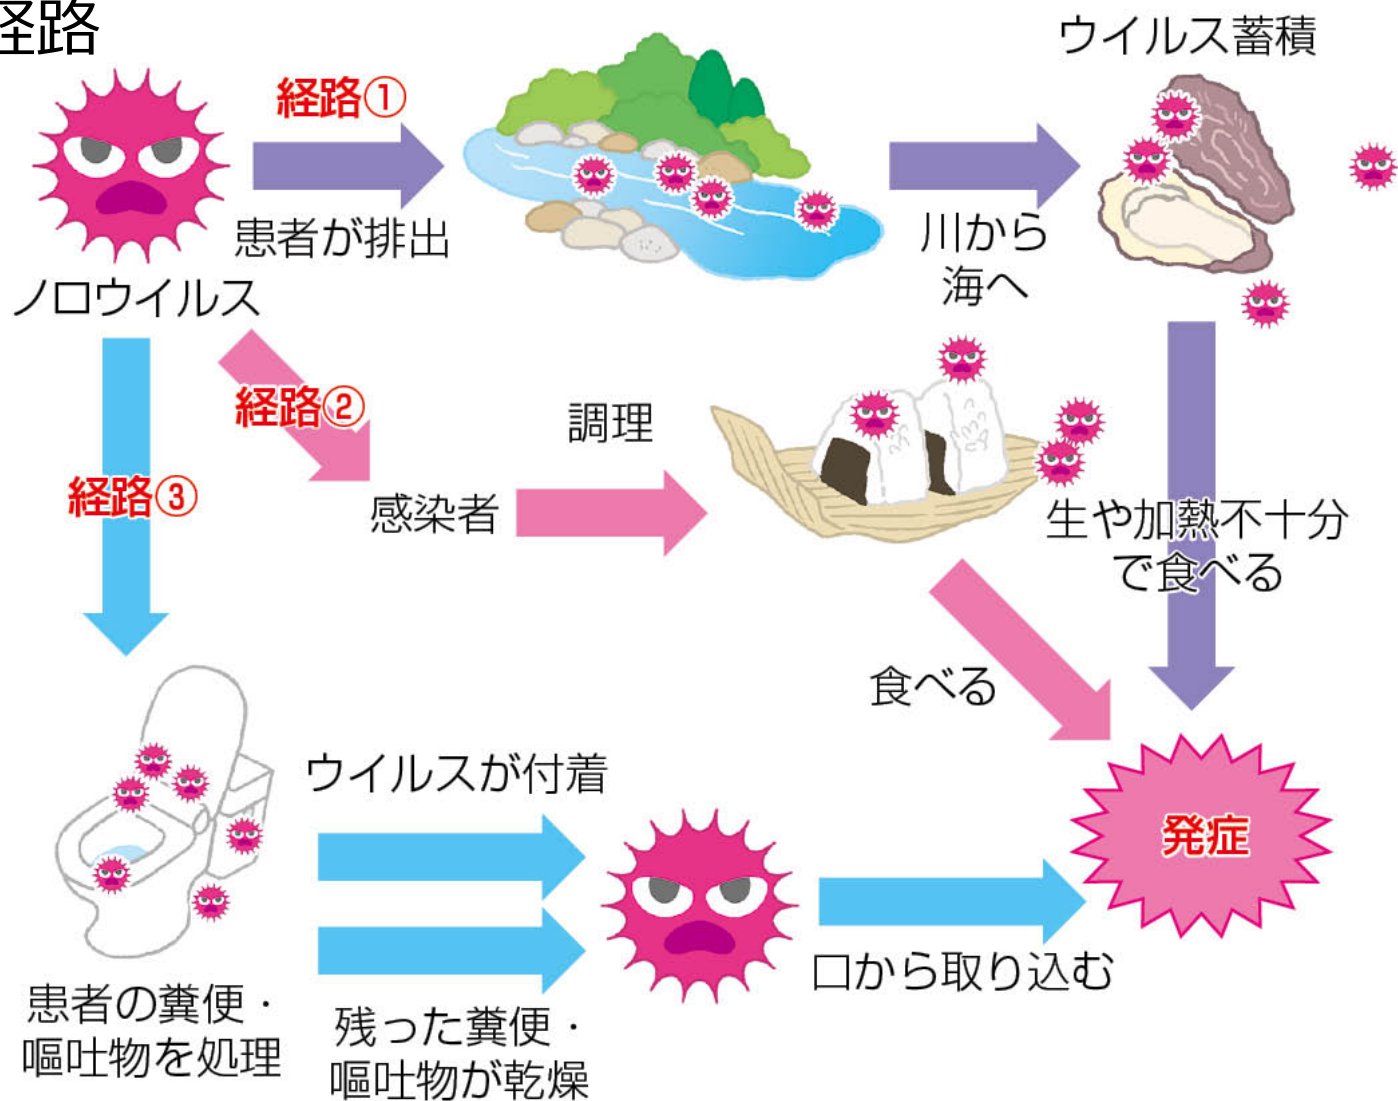 経路
ウイルス蓄積
経路①
患者が排出
川から
海へ
ノロウイルス
経路②
調理
経路③
感染者
生や加熱不十分
で食べる
食べる
ウイルスが付着
発症
口から取り込む
患者の糞便・
嘔吐物を処理
残った糞便・
嘔吐物が乾燥